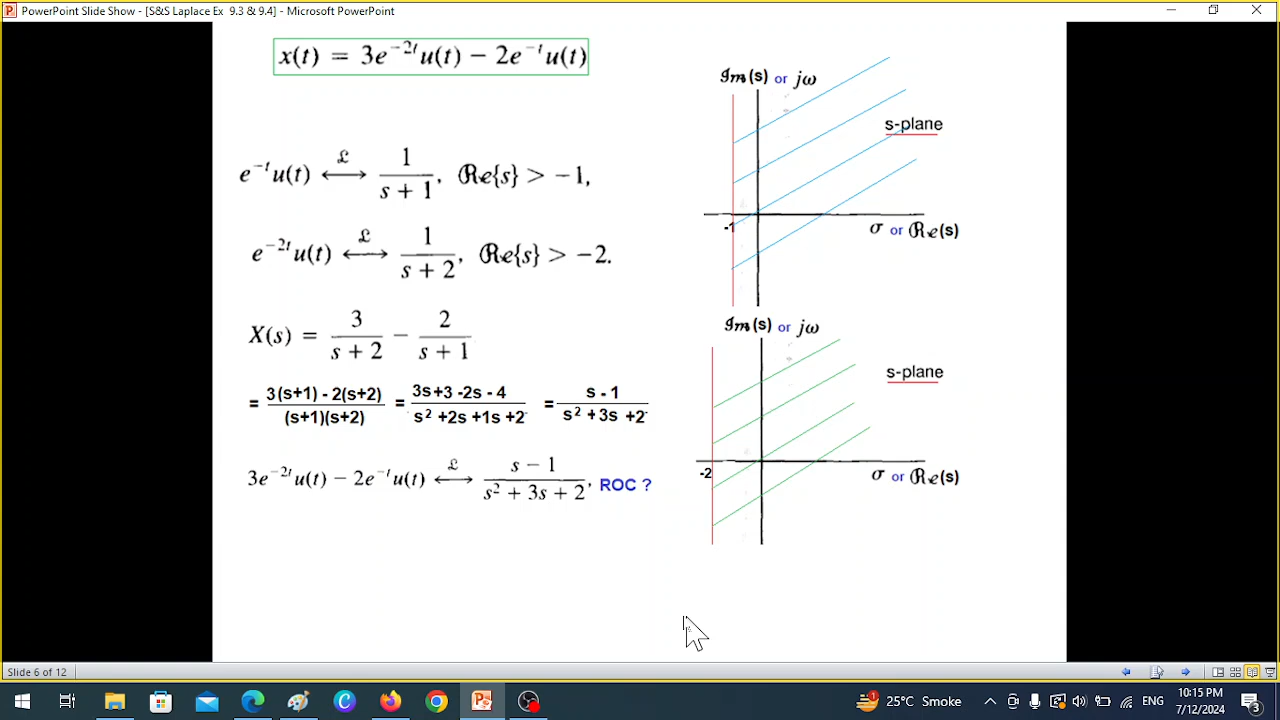 PowerPoint Slide Show - [S&S Laplace Ex 9.3 & 9.4] - Microsoft PowerPoint
x(t) = 3e^{-2t}u(t) − 2e^{-t}u(t)
e^{-t}u(t) ⟷^{£} 1/(s + 1), ℜe{s} > −1,
e^{-2t}u(t) ⟷^{£} 1/(s + 2), ℜe{s} > −2.
X(s) = 3/(s + 2) − 2/(s + 1)
= 3(s+1) - 2(s+2)/(s+1)(s+2) = 3s+3 -2s - 4/s² +2s +1s +2 = s - 1/s² +3s +2
3e^{-2t}u(t) − 2e^{-t}u(t) ⟷^{£} (s − 1)/(s² + 3s + 2), ROC ?
ℐm(s) or jω
s-plane
-1
σ or ℜe(s)
ℐm(s) or jω
s-plane
-2
σ or ℜe(s)
Slide 6 of 12
1
25°C Smoke
ENG
10:15 PM
7/12/2024
3